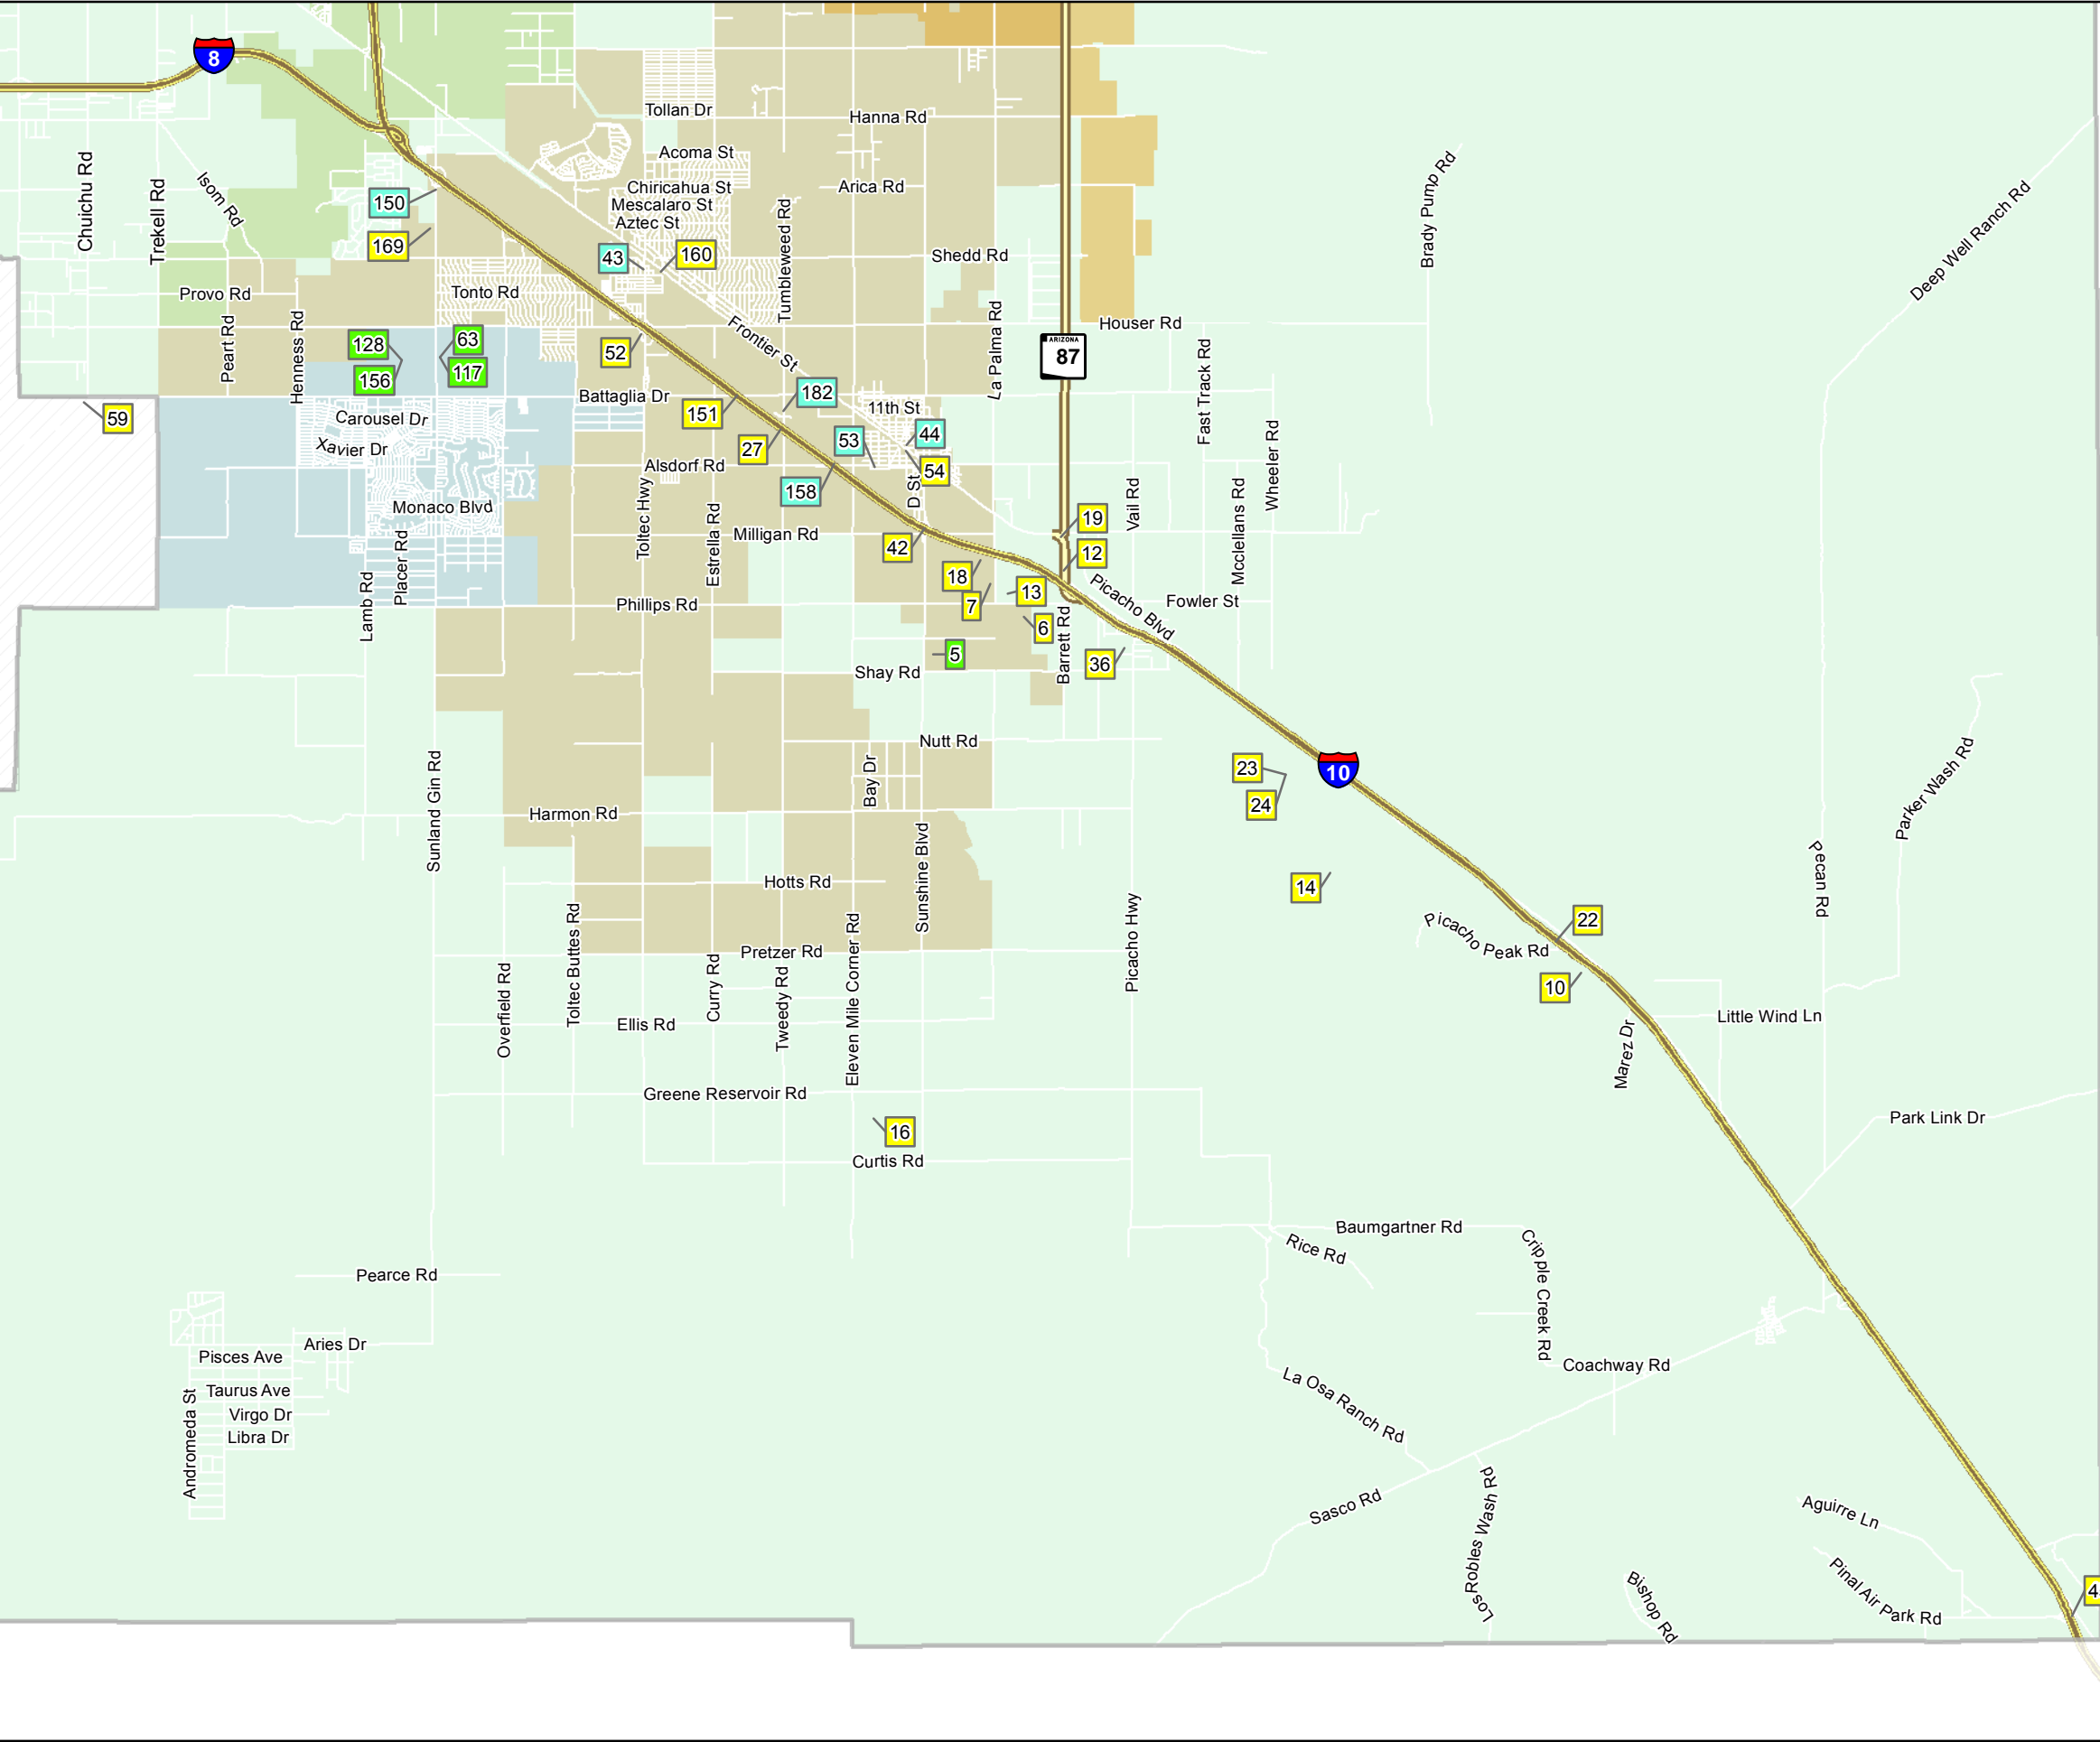 8
Tollan Dr
Hanna Rd
Acoma St
Chiricahua St
Mescalaro St
Aztec St
Arica Rd
Chuichu Rd
Trekell Rd
Isom Rd
150
169
43
160
Tumbleweed Rd
Shedd Rd
Brady Pump Rd
Deep Well Ranch Rd
Provo Rd
Tonto Rd
Peart Rd
Henness Rd
128
156
63
117
52
Frontier St
La Palma Rd
Houser Rd
ARIZONA
87
Fast Track Rd
59
Carousel Dr
Xavier Dr
Battaglia Dr
151
182
27
11th St
53
44
54
Alsdorf Rd
158
D St
Wheeler Rd
Monaco Blvd
Toltec Hwy
Estrella Rd
Milligan Rd
42
19
12
Vail Rd
Mcclellans Rd
Lamb Rd
Placer Rd
Phillips Rd
18
7
13
6
5
Picacho Blvd
Fowler St
Barrett Rd
36
Shay Rd
Nutt Rd
Bay Dr
Sunland Gin Rd
23
24
10
Harmon Rd
Sunshine Blvd
Parker Wash Rd
Pecan Rd
Hotts Rd
14
Picacho Hwy
22
Picacho Peak Rd
10
Pretzer Rd
Overfield Rd
Toltec Buttes Rd
Curry Rd
Tweedy Rd
Eleven Mile Corner Rd
Ellis Rd
Little Wind Ln
Marez Dr
Greene Reservoir Rd
16
Curtis Rd
Park Link Dr
Baumgartner Rd
Rice Rd
Cripple Creek Rd
Pearce Rd
Aries Dr
Pisces Ave
Taurus Ave
Virgo Dr
Libra Dr
Andromeda St
Coachway Rd
La Osa Ranch Rd
Sasco Rd
Los Robles Wash Rd
Aguirre Ln
Pinal Air Park Rd
Bishop Rd
4